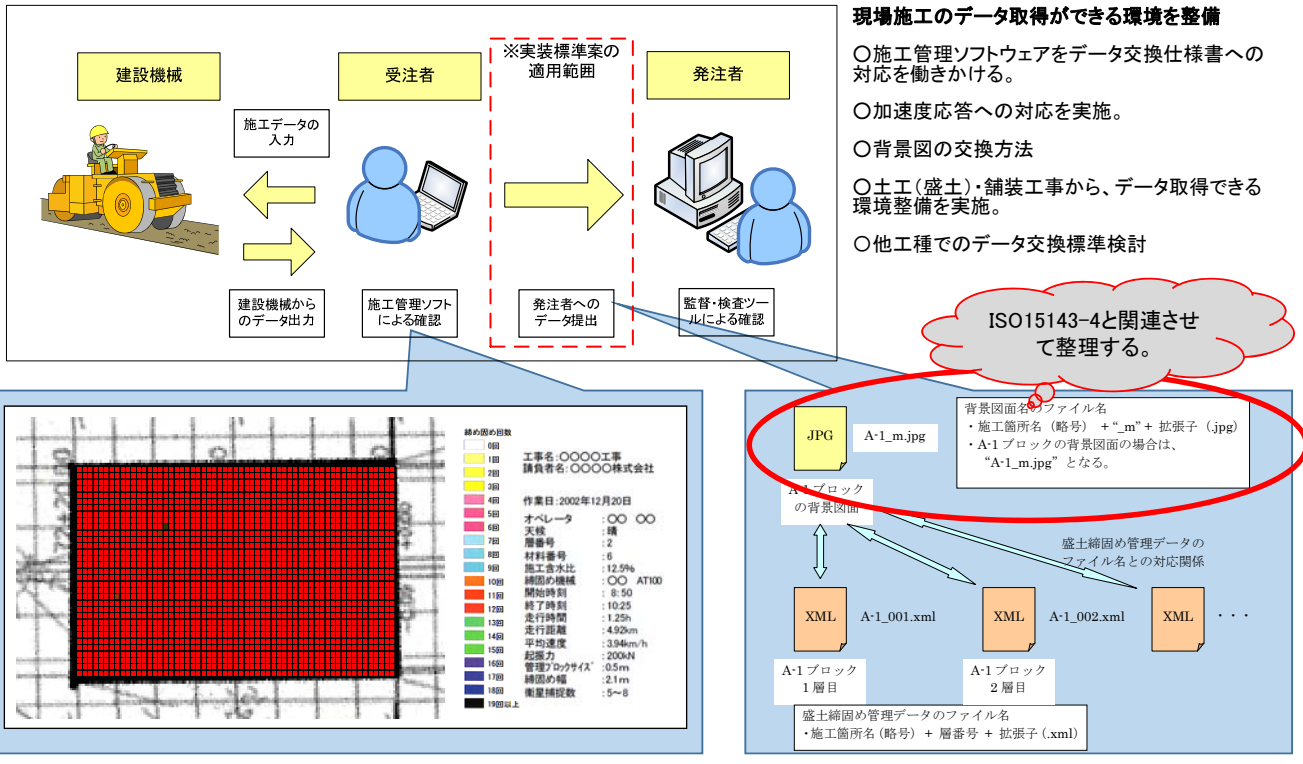 現場施工のデータ取得ができる環境を整備
〇施工管理ソフトウェアをデータ交換仕様書への
対応を働きかける。
〇加速度応答への対応を実施。
〇背景図の交換方法
〇土工(盛土)・舗装工事から、データ取得できる
環境整備を実施。
〇他工種でのデータ交換標準検討
建設機械
受注者
※実装標準案の
適用範囲
発注者
施工データの
入力
建設機械から
のデータ出力
施工管理ソフト
による確認
発注者への
データ提出
監督・検査ツー
ルによる確認
ISO15143-4と関連させ
て整理する。
締め固め回数
0回
1回
2回
3回
4回
5回
6回
7回
8回
9回
10回
11回
12回
13回
14回
15回
16回
17回
18回
19回以上
工事名:〇〇〇〇工事
請負者名:〇〇〇〇株式会社
作業日:2002年12月20日
オペレータ :〇〇 〇〇
天候 :晴
層番号 :2
材料番号 :6
施工含水比 :12.5%
締固め機械 :〇〇 AT100
開始時刻 : 8:50
終了時刻 :10:25
走行時間 :1.25h
走行距離 :4.92km
平均速度 :3.94km/h
起振力 :200kN
管理ブロックサイズ :0.5m
締固め幅 :2.1m
衛星捕捉数 :5~8
JPG
A-1_m.jpg
背景図面名のファイル名
・施工箇所名(略号) +“_m”+ 拡張子(.jpg)
・A-1 ブロックの背景図面の場合は、
“A-1_m.jpg” となる。
A-1 ブロック
の背景図面
盛土締固め管理データの
ファイル名との対応関係
XML
A-1_001.xml
XML
A-1_002.xml
XML
・・・
A-1 ブロック
1 層目
A-1 ブロック
2 層目
盛土締固め管理データのファイル名
・施工箇所名(略号) + 層番号 + 拡張子(.xml)